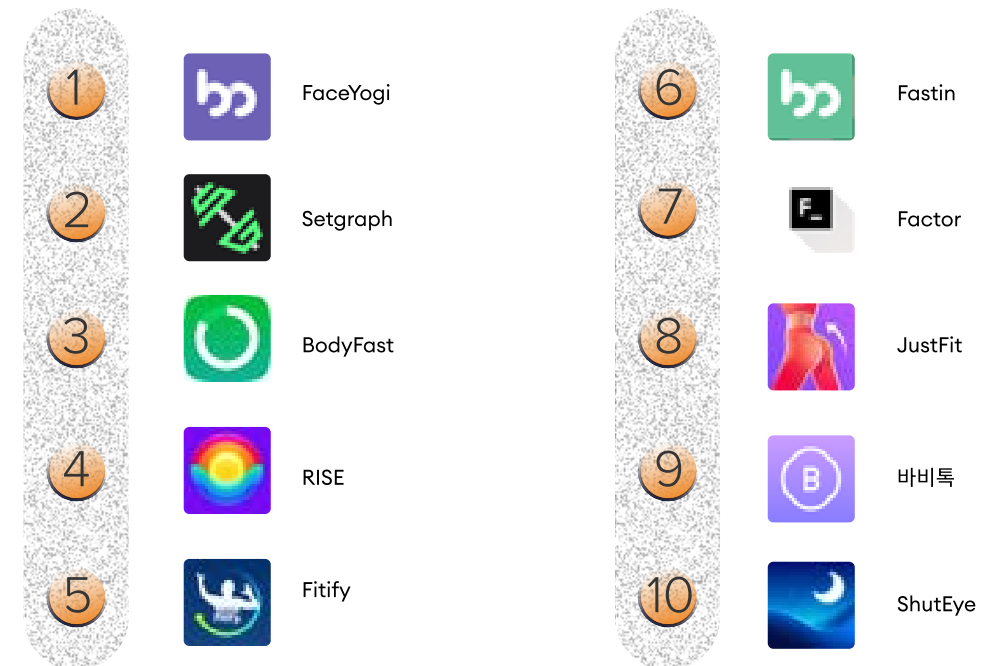 1
FaceYogi
2
Setgraph
3
BodyFast
4
RISE
5
Fitify
6
Fastin
7
F_
Factor
8
JustFit
9
B
바비톡
10
ShutEye